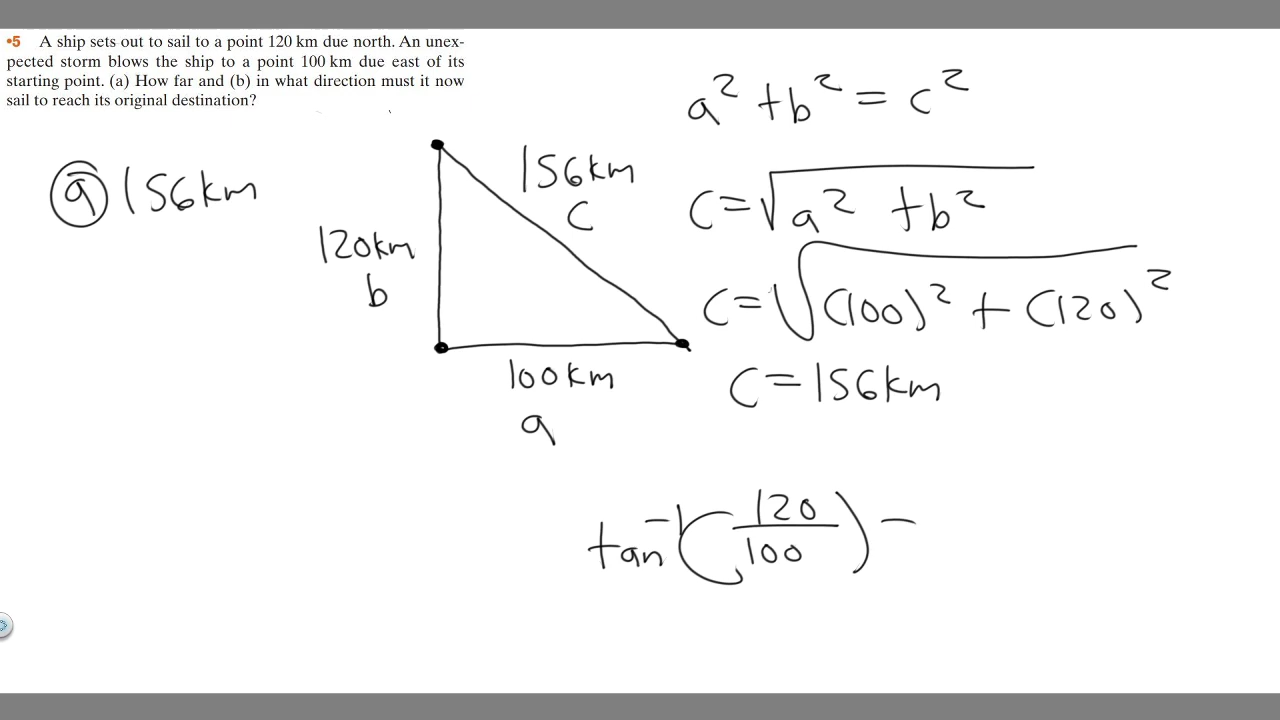 •5 A ship sets out to sail to a point 120 km due north. An unex-
pected storm blows the ship to a point 100 km due east of its
starting point. (a) How far and (b) in what direction must it now
sail to reach its original destination?
a² + b² = c²
ⓐ 156km
156km
c
c = √a² + b²
120km
b
c = √(100)² + (120)²
100km
a
c = 156km
tan⁻¹(120/100) –